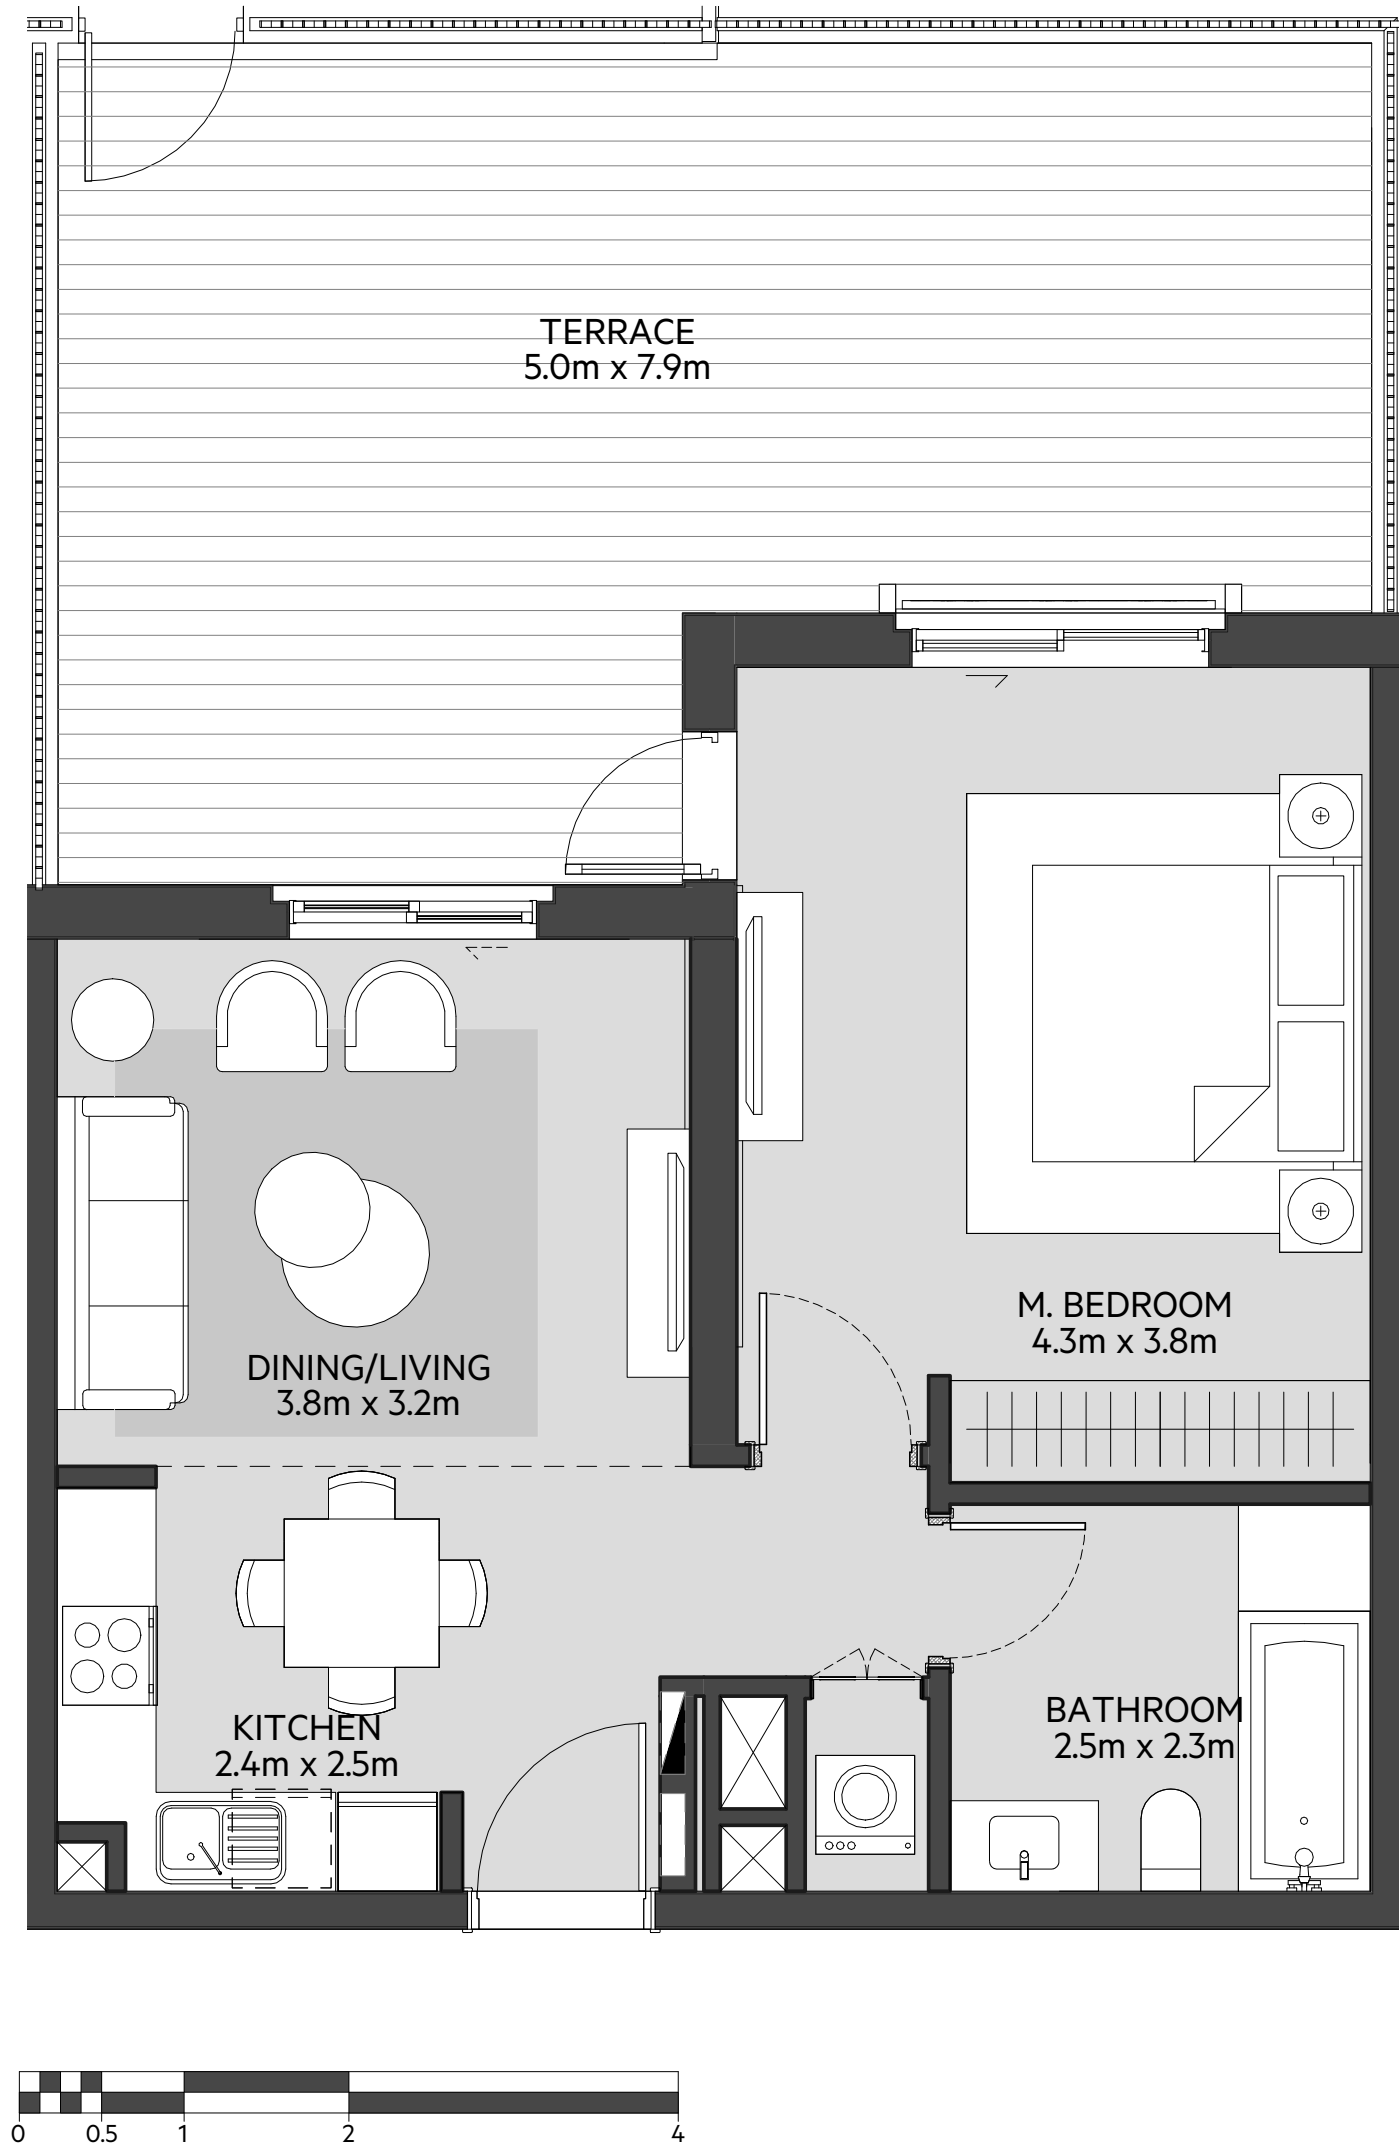 TERRACE
5.0m x 7.9m
M. BEDROOM
4.3m x 3.8m
DINING/LIVING
3.8m x 3.2m
KITCHEN
2.4m x 2.5m
BATHROOM
2.5m x 2.3m
0 0.5 1 2 4